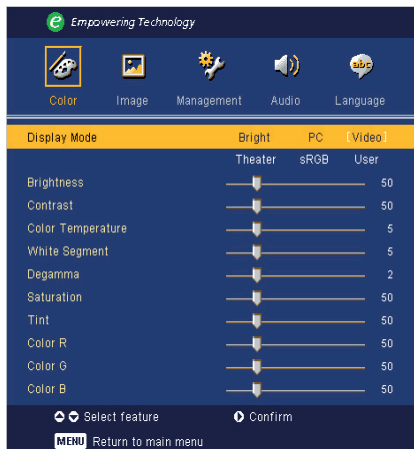 e Empowering Technology
Color Image Management Audio abc Language
Display Mode Bright PC [Video]
Theater sRGB User
Brightness 50
Contrast 50
Color Temperature 5
White Segment 5
Degamma 2
Saturation 50
Tint 50
Color R 50
Color G 50
Color B 50
Select feature Confirm
MENU Return to main menu